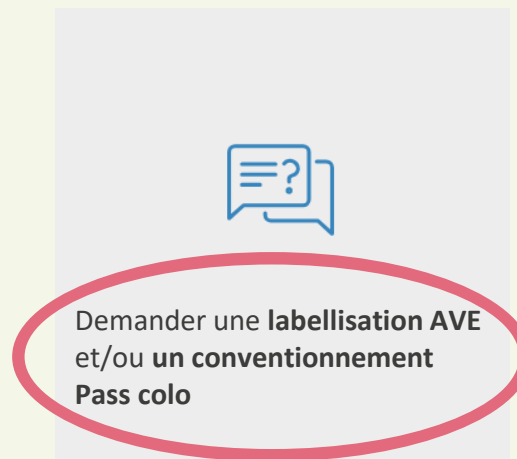 ?
Demander une labellisation AVE
et/ou un conventionnement
Pass colo